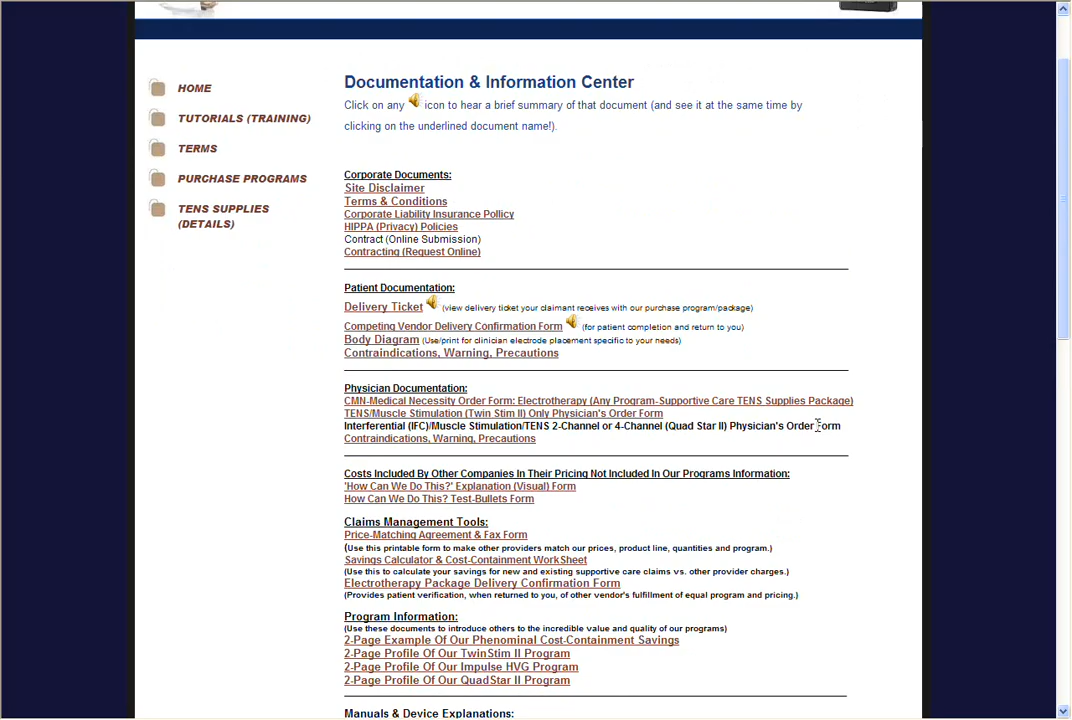 HOME
TUTORIALS (TRAINING)
TERMS
PURCHASE PROGRAMS
TENS SUPPLIES
(DETAILS)
Documentation & Information Center
Click on any icon to hear a brief summary of that document (and see it at the same time by
clicking on the underlined document name!).
Corporate Documents:
Site Disclaimer
Terms & Conditions
Corporate Liability Insurance Policy
HIPPA (Privacy) Policies
Contract (Online Submission)
Contracting (Request Online)
Patient Documentation:
Delivery Ticket (view delivery ticket your claimant receives with our purchase program/package)
Competing Vendor Delivery Confirmation Form (for patient completion and return to you)
Body Diagram (Use/print for clinician electrode placement specific to your needs)
Contraindications, Warning, Precautions
Physician Documentation:
CMN-Medical Necessity Order Form: Electrotherapy (Any Program-Supportive Care TENS Supplies Package)
TENS/Muscle Stimulation (Twin Stim II) Only Physician's Order Form
Interferential (IFC)/Muscle Stimulation/TENS 2-Channel or 4-Channel (Quad Star II) Physician's Order Form
Contraindications, Warning, Precautions
Costs Included By Other Companies In Their Pricing Not Included In Our Programs Information:
'How Can We Do This?' Explanation (Visual) Form
How Can We Do This? Test-Bullets Form
Claims Management Tools:
Price-Matching Agreement & Fax Form
(Use this printable form to make other providers match our prices, product line, quantities and program.)
Savings Calculator & Cost-Containment WorkSheet
(Use this to calculate your savings for new and existing supportive care claims vs. other provider charges.)
Electrotherapy Package Delivery Confirmation Form
(Provides patient verification, when returned to you, of other vendor's fulfillment of equal program and pricing.)
Program Information:
(Use these documents to introduce others to the incredible value and quality of our programs)
2-Page Example Of Our Phenominal Cost-Containment Savings
2-Page Profile Of Our TwinStim II Program
2-Page Profile Of Our Impulse HVG Program
2-Page Profile Of Our QuadStar II Program
Manuals & Device Explanations: